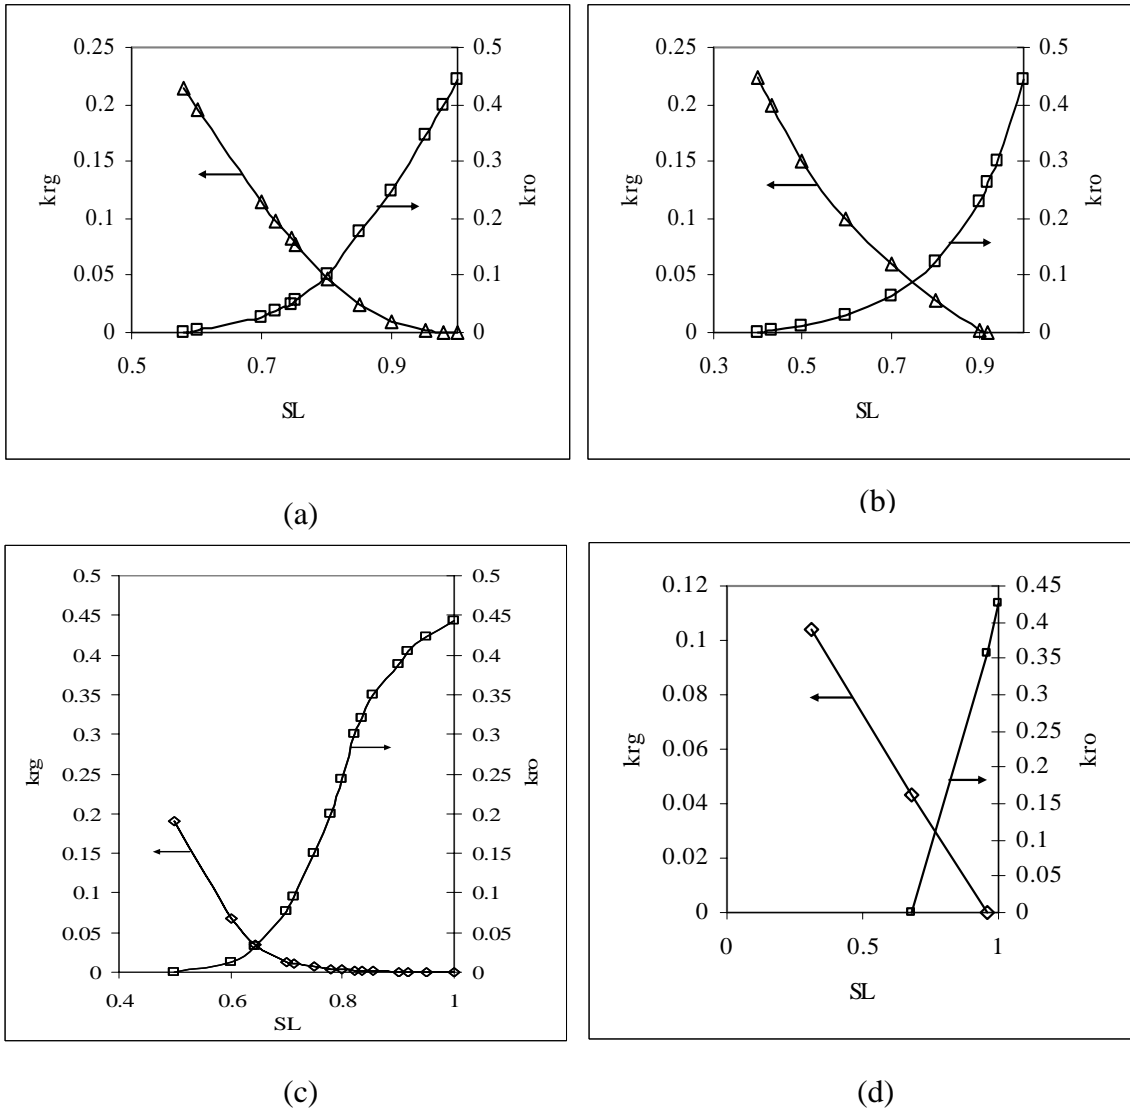 0.25 0.2 0.15 0.1 0.05 0
krg
0.5 0.4 0.3 0.2 0.1 0
kro
0.5 0.7 0.9
SL
(a)
0.25 0.2 0.15 0.1 0.05 0
krg
0.5 0.4 0.3 0.2 0.1 0
kro
0.3 0.5 0.7 0.9
SL
(b)
0.5 0.45 0.4 0.35 0.3 0.25 0.2 0.15 0.1 0.05 0
krg
0.5 0.45 0.4 0.35 0.3 0.25 0.2 0.15 0.1 0.05 0
kro
0.4 0.6 0.8 1
SL
(c)
0.12 0.1 0.08 0.06 0.04 0.02 0
krg
0.45 0.4 0.35 0.3 0.25 0.2 0.15 0.1 0.05 0
kro
0 0.5 1
SL
(d)